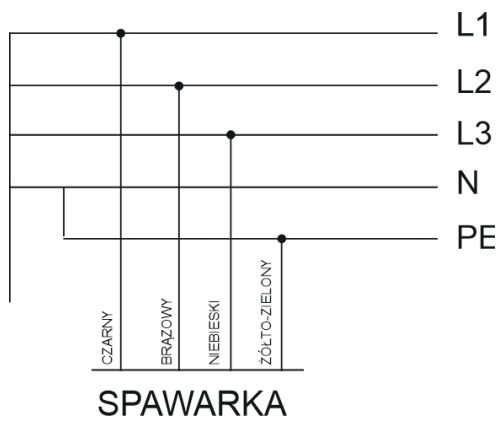 L1
L2
L3
N
PE
CZARNY
BRĄZOWY
NIEBIESKI
ŻÓŁTO-ZIELONY
SPAWARKA